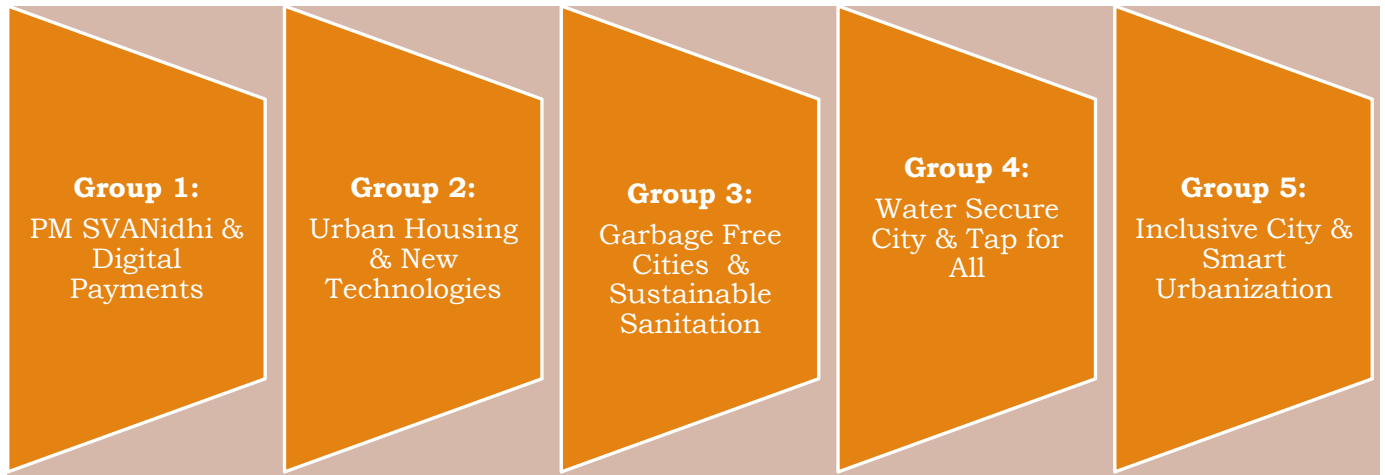 Group 1:
PM SVANidhi &
Digital
Payments
Group 2:
Urban Housing
& New
Technologies
Group 3:
Garbage Free
Cities &
Sustainable
Sanitation
Group 4:
Water Secure
City & Tap for
All
Group 5:
Inclusive City &
Smart
Urbanization